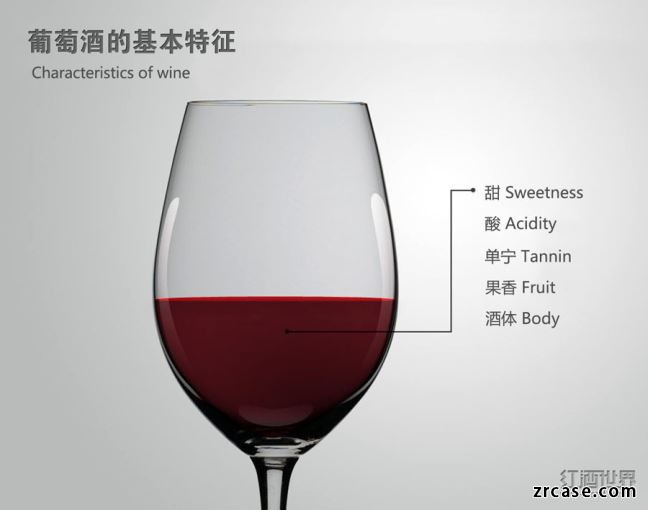 葡萄酒的基本特征
Characteristics of wine
甜 Sweetness
酸 Acidity
单宁 Tannin
果香 Fruit
酒体 Body
红酒世界
zrcase.com